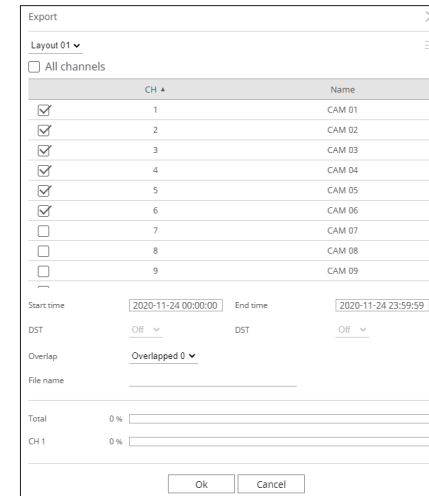 Export
Layout 01
All channels
CH Name
1 CAM 01
2 CAM 02
3 CAM 03
4 CAM 04
5 CAM 05
6 CAM 06
7 CAM 07
8 CAM 08
9 CAM 09
Start time 2020-11-24 00:00:00 End time 2020-11-24 23:59:59
DST Off DST Off
Overlap Overlapped 0
File name
Total 0 %
CH 1 0 %
Ok Cancel